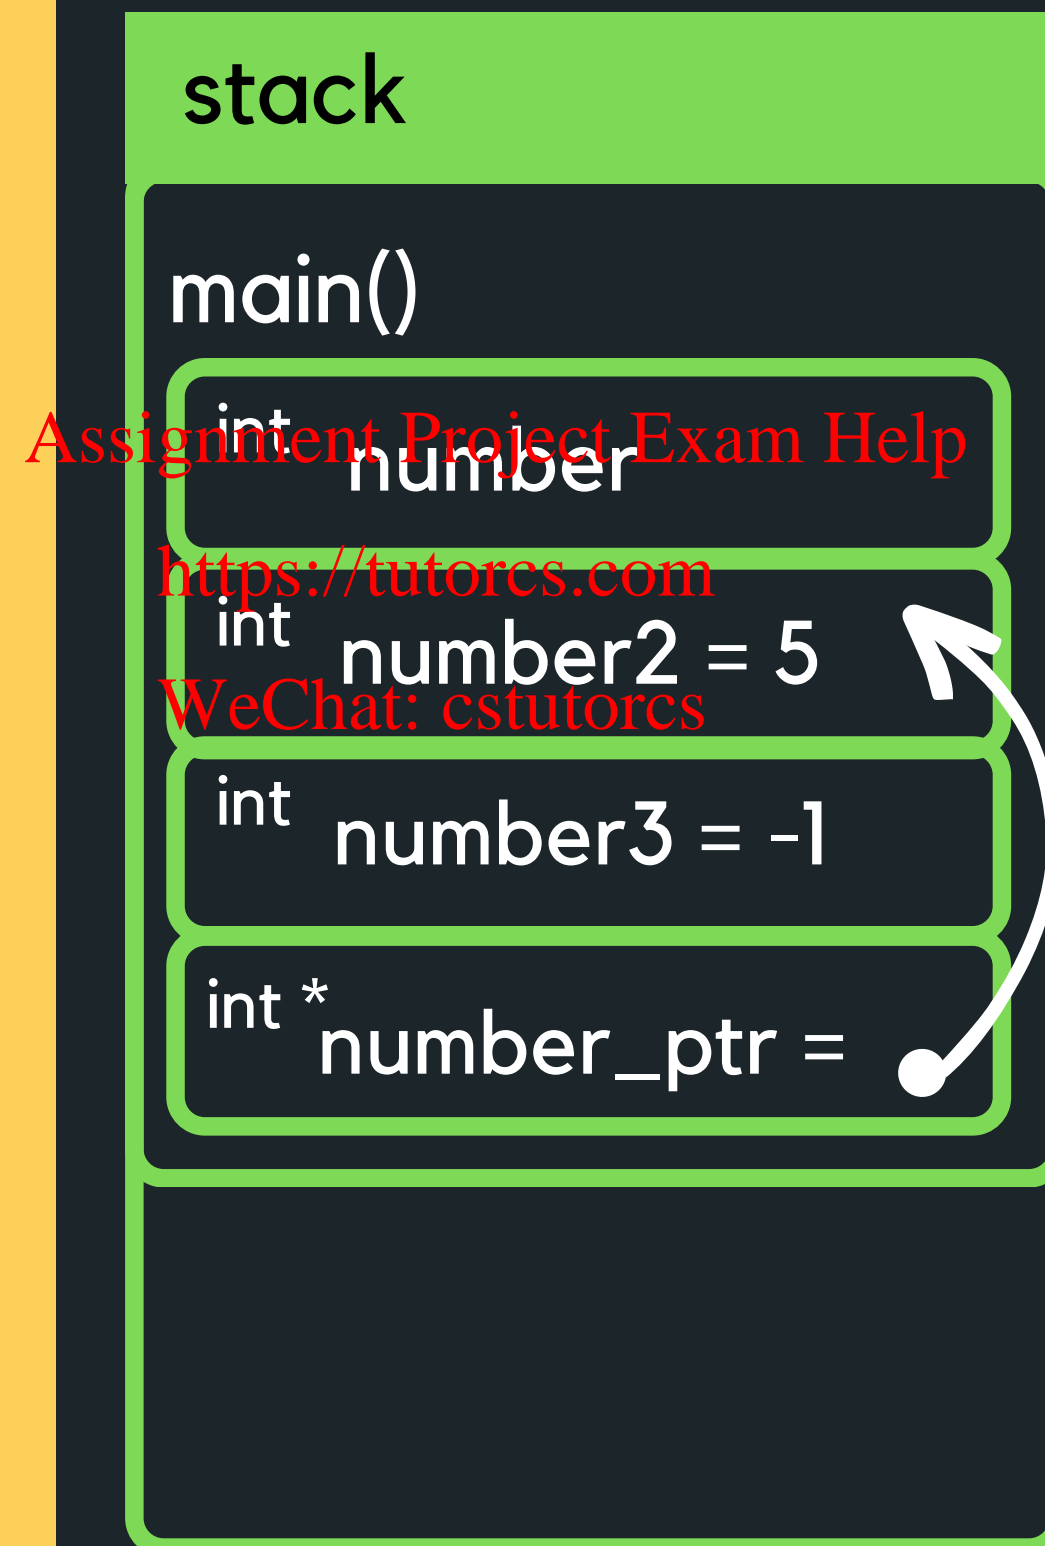 stack
main()
int number
Assignment Project Exam Help
https://tutorcs.com
int number2 = 5
WeChat: cstutorcs
int number3 = -1
int * number_ptr =